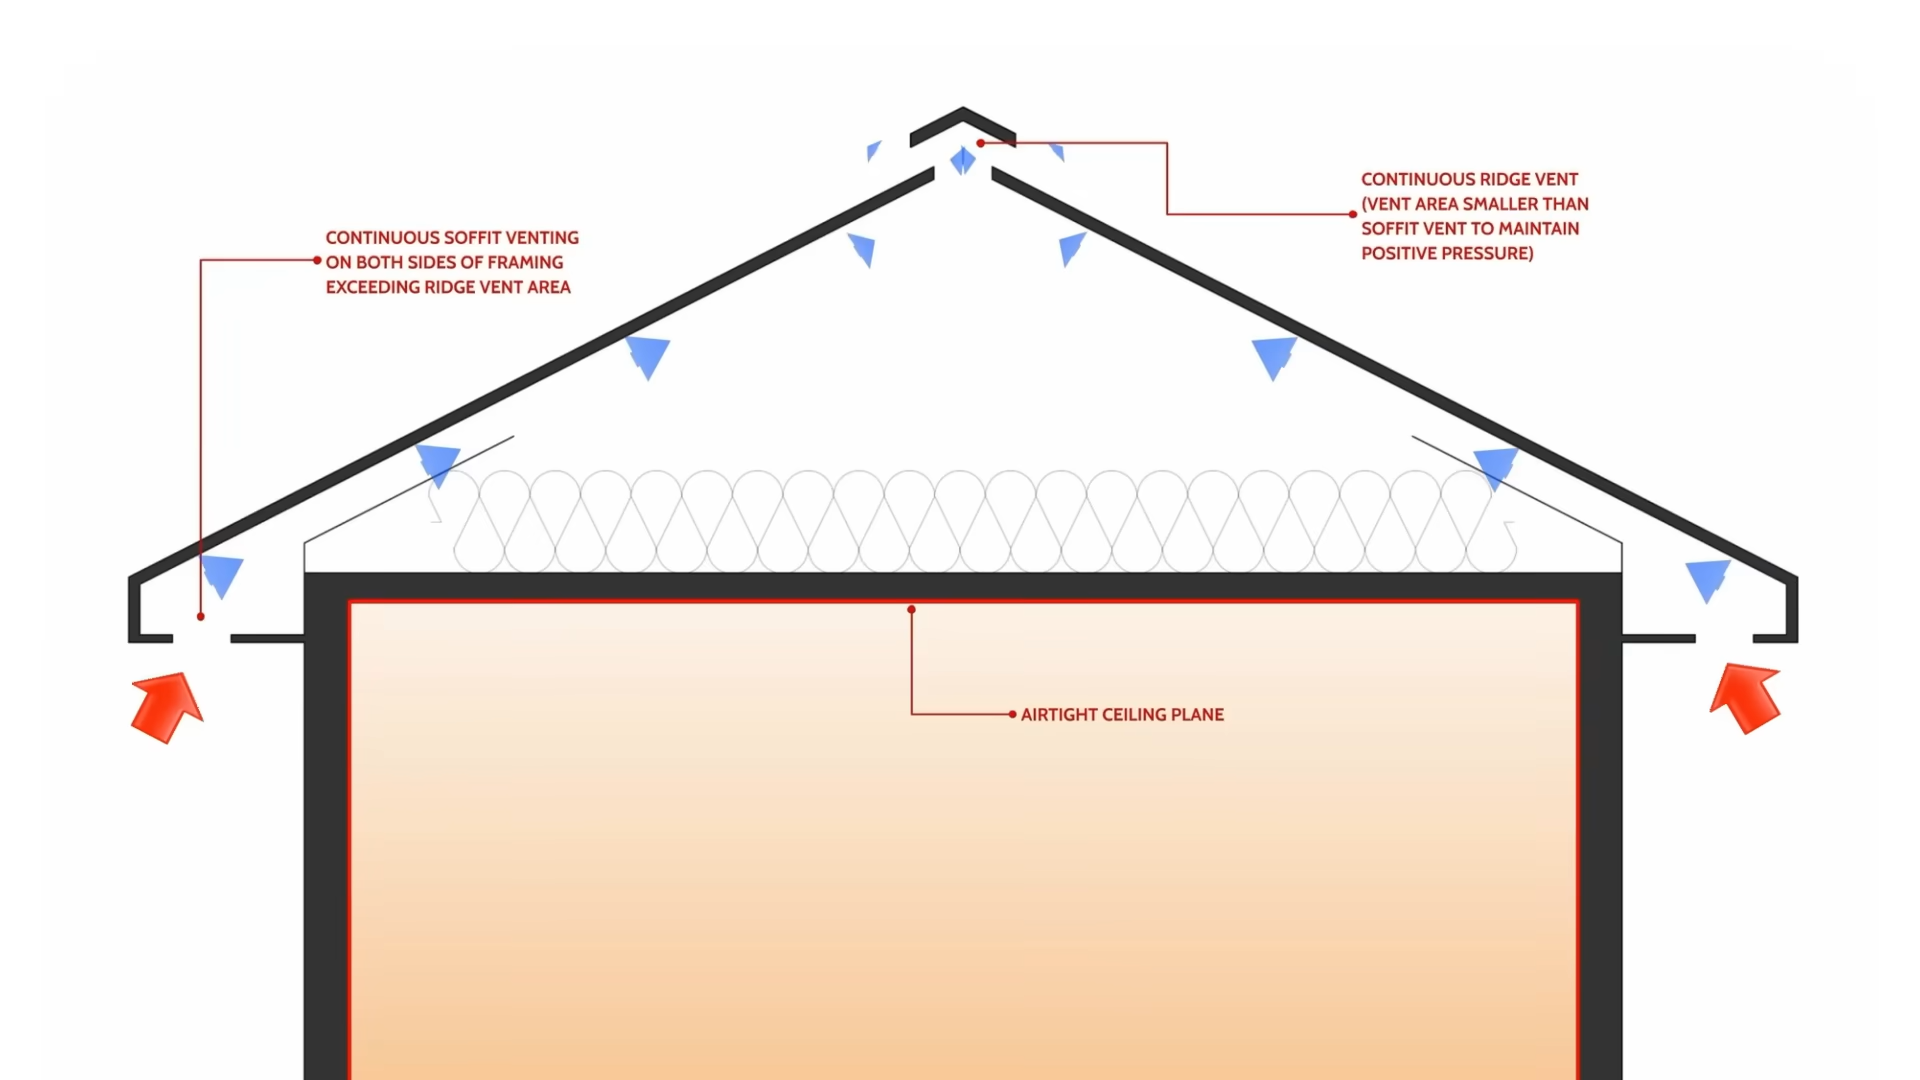 CONTINUOUS RIDGE VENT
(VENT AREA SMALLER THAN
SOFFIT VENT TO MAINTAIN
POSITIVE PRESSURE)
CONTINUOUS SOFFIT VENTING
ON BOTH SIDES OF FRAMING
EXCEEDING RIDGE VENT AREA
AIRTIGHT CEILING PLANE